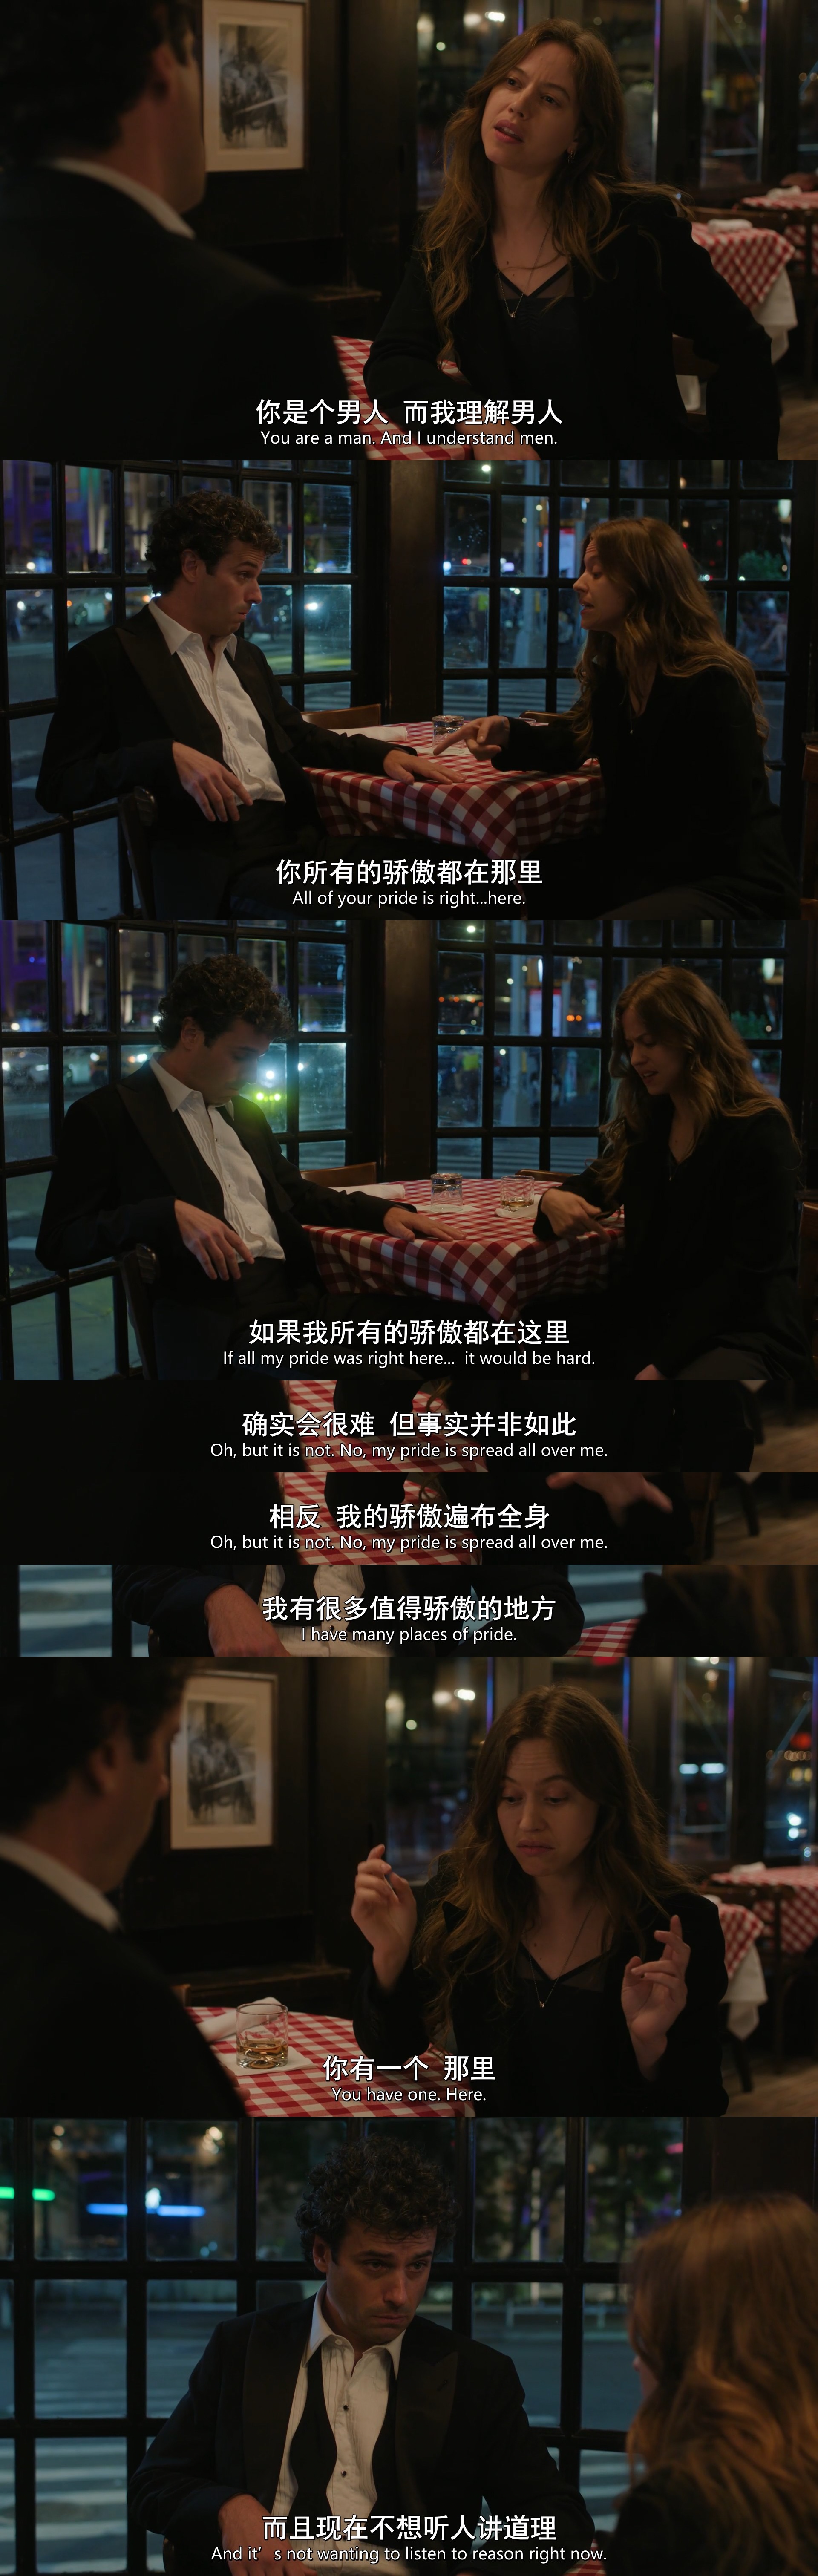 你是个男人 而我理解男人
You are a man. And I understand men.
你所有的骄傲都在那里
All of your pride is right...here.
如果我所有的骄傲都在这里
If all my pride was right here... it would be hard.
确实会很难 但事实并非如此
Oh, but it is not. No, my pride is spread all over me.
相反 我的骄傲遍布全身
Oh, but it is not. No, my pride is spread all over me.
我有很多值得骄傲的地方
I have many places of pride.
你有一个 那里
You have one. Here.
而且现在不想听人讲道理
And it's not wanting to listen to reason right now.